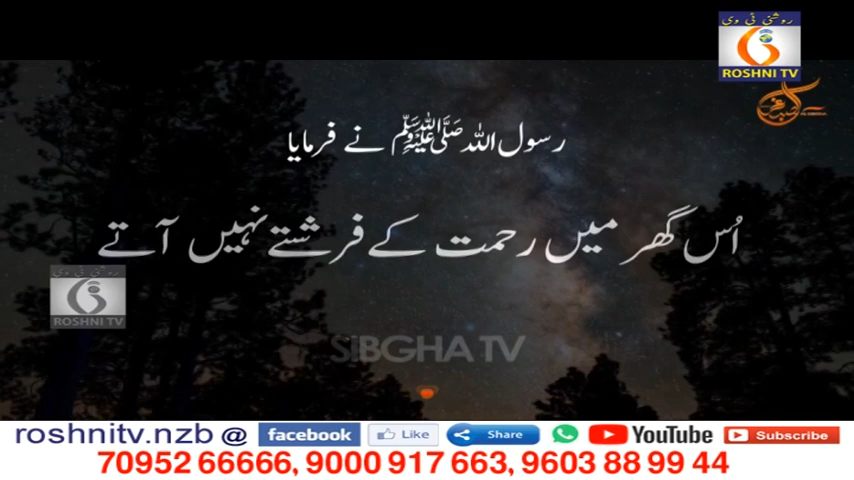 روشنی ٹی وی
ROSHNI TV
رسول اللہ ﷺ نے فرمایا
اُس گھر میں رحمت کے فرشتے نہیں آتے
روشنی ٹی وی
ROSHNI TV
SiBGHA TV
roshnitv.nzb @ facebook Like Share YouTube Subscribe
70952 66666, 9000 917 663, 9603 88 99 44